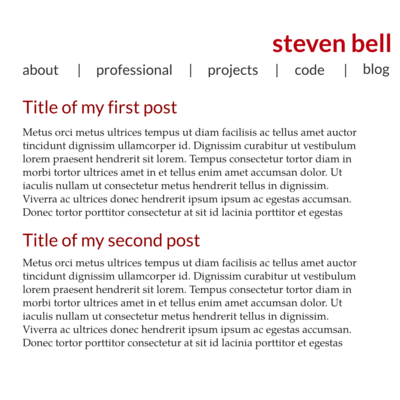 steven bell
about | professional | projects | code | blog
Title of my first post
Metus orci metus ultrices tempus ut diam facilisis ac tellus amet auctor
tincidunt dignissim ullamcorper id. Dignissim curabitur ut vestibulum
lorem praesent hendrerit sit lorem. Tempus consectetur tortor diam in
morbi tortor ultrices amet in et tellus enim amet accumsan dolor. Ut
iaculis nullam ut consectetur metus hendrerit tellus in dignissim.
Viverra ac ultrices donec hendrerit ipsum ipsum ac egestas accumsan.
Donec tortor porttitor consectetur at sit id lacinia porttitor et egestas
Title of my second post
Metus orci metus ultrices tempus ut diam facilisis ac tellus amet auctor
tincidunt dignissim ullamcorper id. Dignissim curabitur ut vestibulum
lorem praesent hendrerit sit lorem. Tempus consectetur tortor diam in
morbi tortor ultrices amet in et tellus enim amet accumsan dolor. Ut
iaculis nullam ut consectetur metus hendrerit tellus in dignissim.
Viverra ac ultrices donec hendrerit ipsum ipsum ac egestas accumsan.
Donec tortor porttitor consectetur at sit id lacinia porttitor et egestas